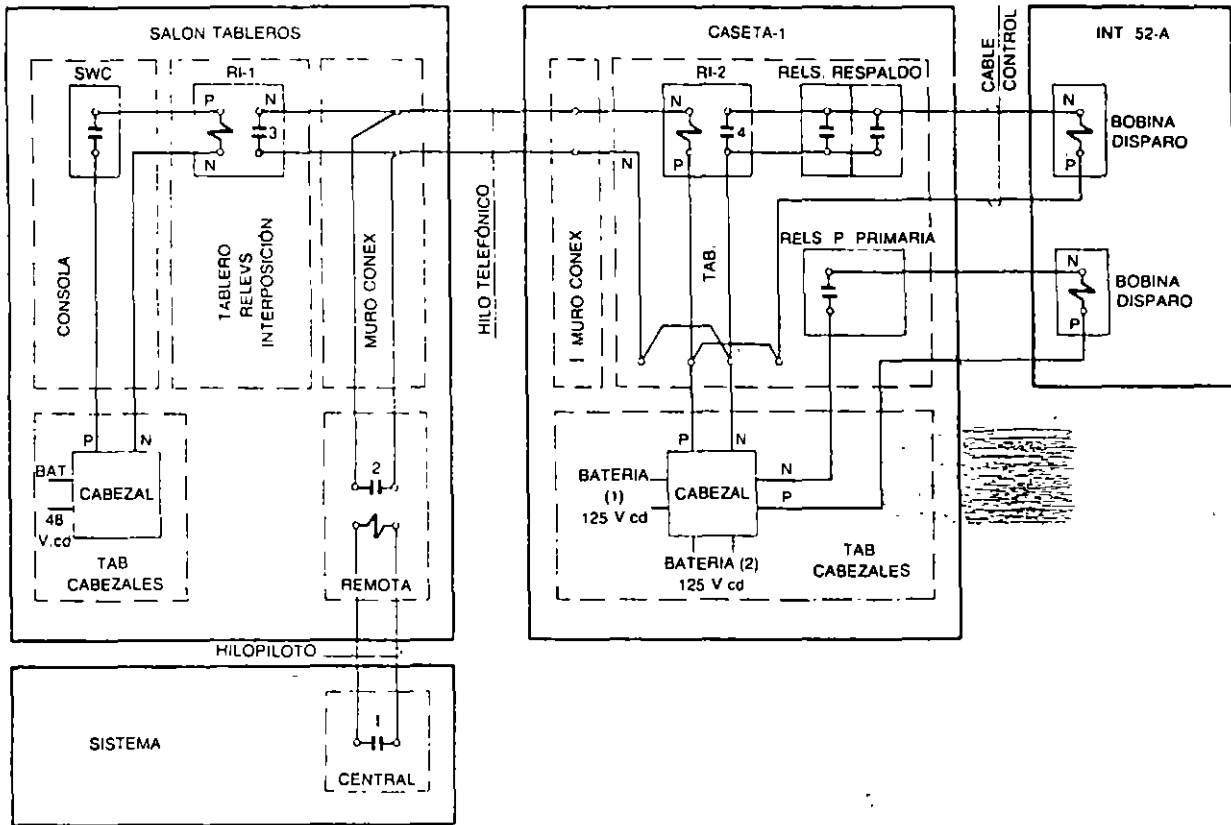 SALON TABLEROS
SWC
RI-1
P
N
3
N
CONSOLA
TABLERO
RELEVS
INTERPOSICIÓN
MURO CONEX
P
N
BAT
48
V.cd
CABEZAL
TAB
CABEZALES
2
REMOTA
HILOPILOTO
SISTEMA
1
CENTRAL
HILO TELEFÓNICO
CASETA-1
RI-2
RELS. RESPALDO
N
4
P
N
MURO CONEX
TAB.
RELS P PRIMARIA
P
N
BATERIA
(1)
125 V cd
CABEZAL
N
P
BATERIA (2)
125 V cd
TAB
CABEZALES
CABLE
CONTROL
INT 52-A
N
P
BOBINA
DISPARO
N
P
BOBINA
DISPARO